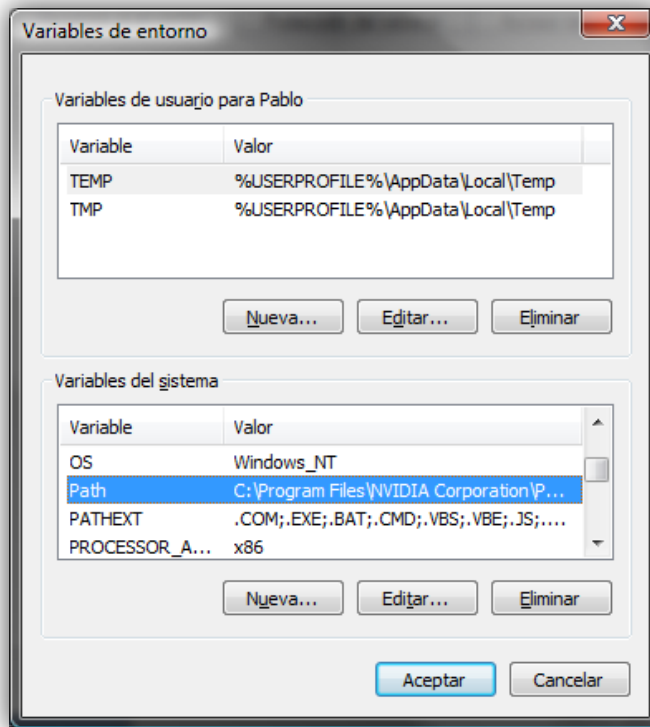 Variables de entorno
Variables de usuario para Pablo
Variable Valor
TEMP %USERPROFILE%\AppData\Local\Temp
TMP %USERPROFILE%\AppData\Local\Temp
Nueva... Editar... Eliminar
Variables del sistema
Variable Valor
OS Windows_NT
Path C:\Program Files\NVIDIA Corporation\P...
PATHEXT .COM;.EXE;.BAT;.CMD;.VBS;.VBE;.JS;....
PROCESSOR_A... x86
Nueva... Editar... Eliminar
Aceptar Cancelar